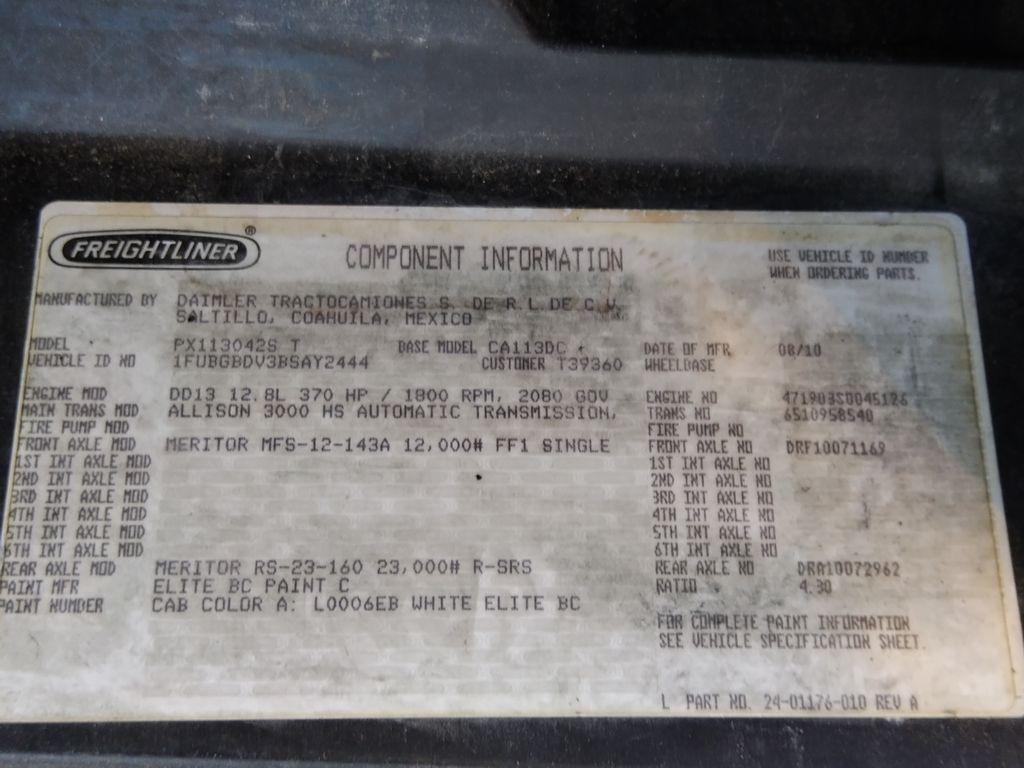 FREIGHTLINER ®
COMPONENT INFORMATION
USE VEHICLE ID NUMBER
WHEN ORDERING PARTS.
MANUFACTURED BY DAIMLER TRACTOCAMIONES S. DE R.L.DE C.V.
SALTILLO, COAHUILA, MEXICO
MODEL PX113042S T BASE MODEL CA113DC DATE OF MFR 08/10
VEHICLE ID NO 1FUBGBDV3BSAY2444 CUSTOMER T39360 WHEELBASE
ENGINE MOD DD13 12.8L 370 HP / 1800 RPM, 2080 GOV ENGINE NO 471903S0045126
MAIN TRANS MOD ALLISON 3000 HS AUTOMATIC TRANSMISSION, TRANS NO 6510958540
FIRE PUMP MOD FIRE PUMP NO
FRONT AXLE MOD MERITOR MFS-12-143A 12,000# FF1 SINGLE FRONT AXLE NO DRF10071169
1ST INT AXLE MOD 1ST INT AXLE NO
2ND INT AXLE MOD 2ND INT AXLE NO
3RD INT AXLE MOD 3RD INT AXLE NO
4TH INT AXLE MOD 4TH INT AXLE NO
5TH INT AXLE MOD 5TH INT AXLE NO
6TH INT AXLE MOD 6TH INT AXLE NO
REAR AXLE MOD MERITOR RS-23-160 23,000# R-SRS REAR AXLE NO DRA10072962
PAINT MFR ELITE BC PAINT C RATIO 4.30
PAINT NUMBER CAB COLOR A: L0006EB WHITE ELITE BC
FOR COMPLETE PAINT INFORMATION
SEE VEHICLE SPECIFICATION SHEET.
L PART NO. 24-01176-010 REV A